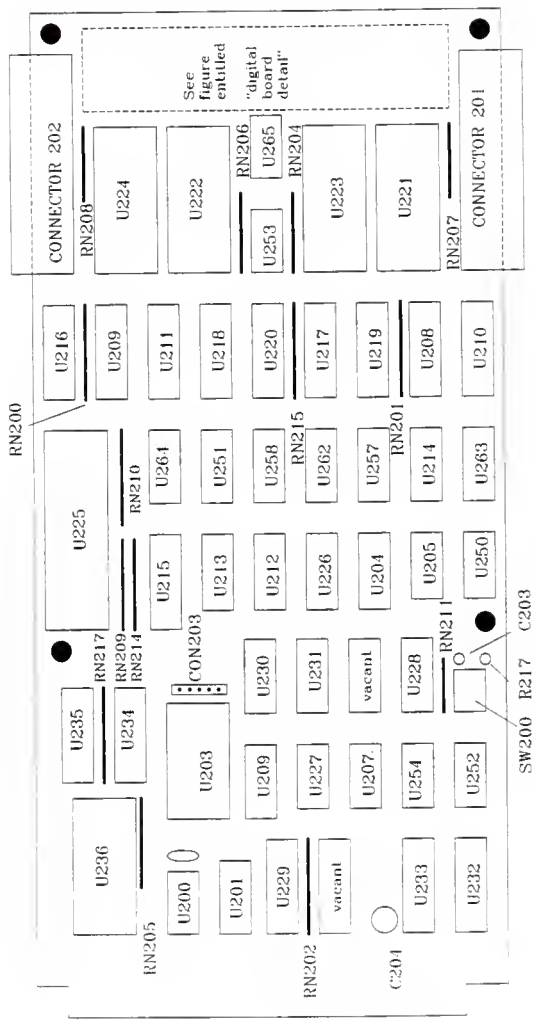 RN200
U235 U216 CONNECTOR 202
U225 RN208
U236 RN217 U234 RN209 U209 U224
RN214 RN210
RN205 U215 U264 U211
U200 U203 CON203 U222
See
figure
entitled
"digital
board
detail"
U201 U213 U251 U218
RN206
U229 U209 U230 U212 U258 U220 U253 U265
RN202 RN215 RN204
vacant U227 U231 U226 U262 U217 U223
U207 vacant U204 U257 U219
C204 RN201
U233 U254 U228 U205 U214 U208 U221
RN211 RN207
U232 U252 U250 U263 U210 CONNECTOR 201
SW200 R217 C203